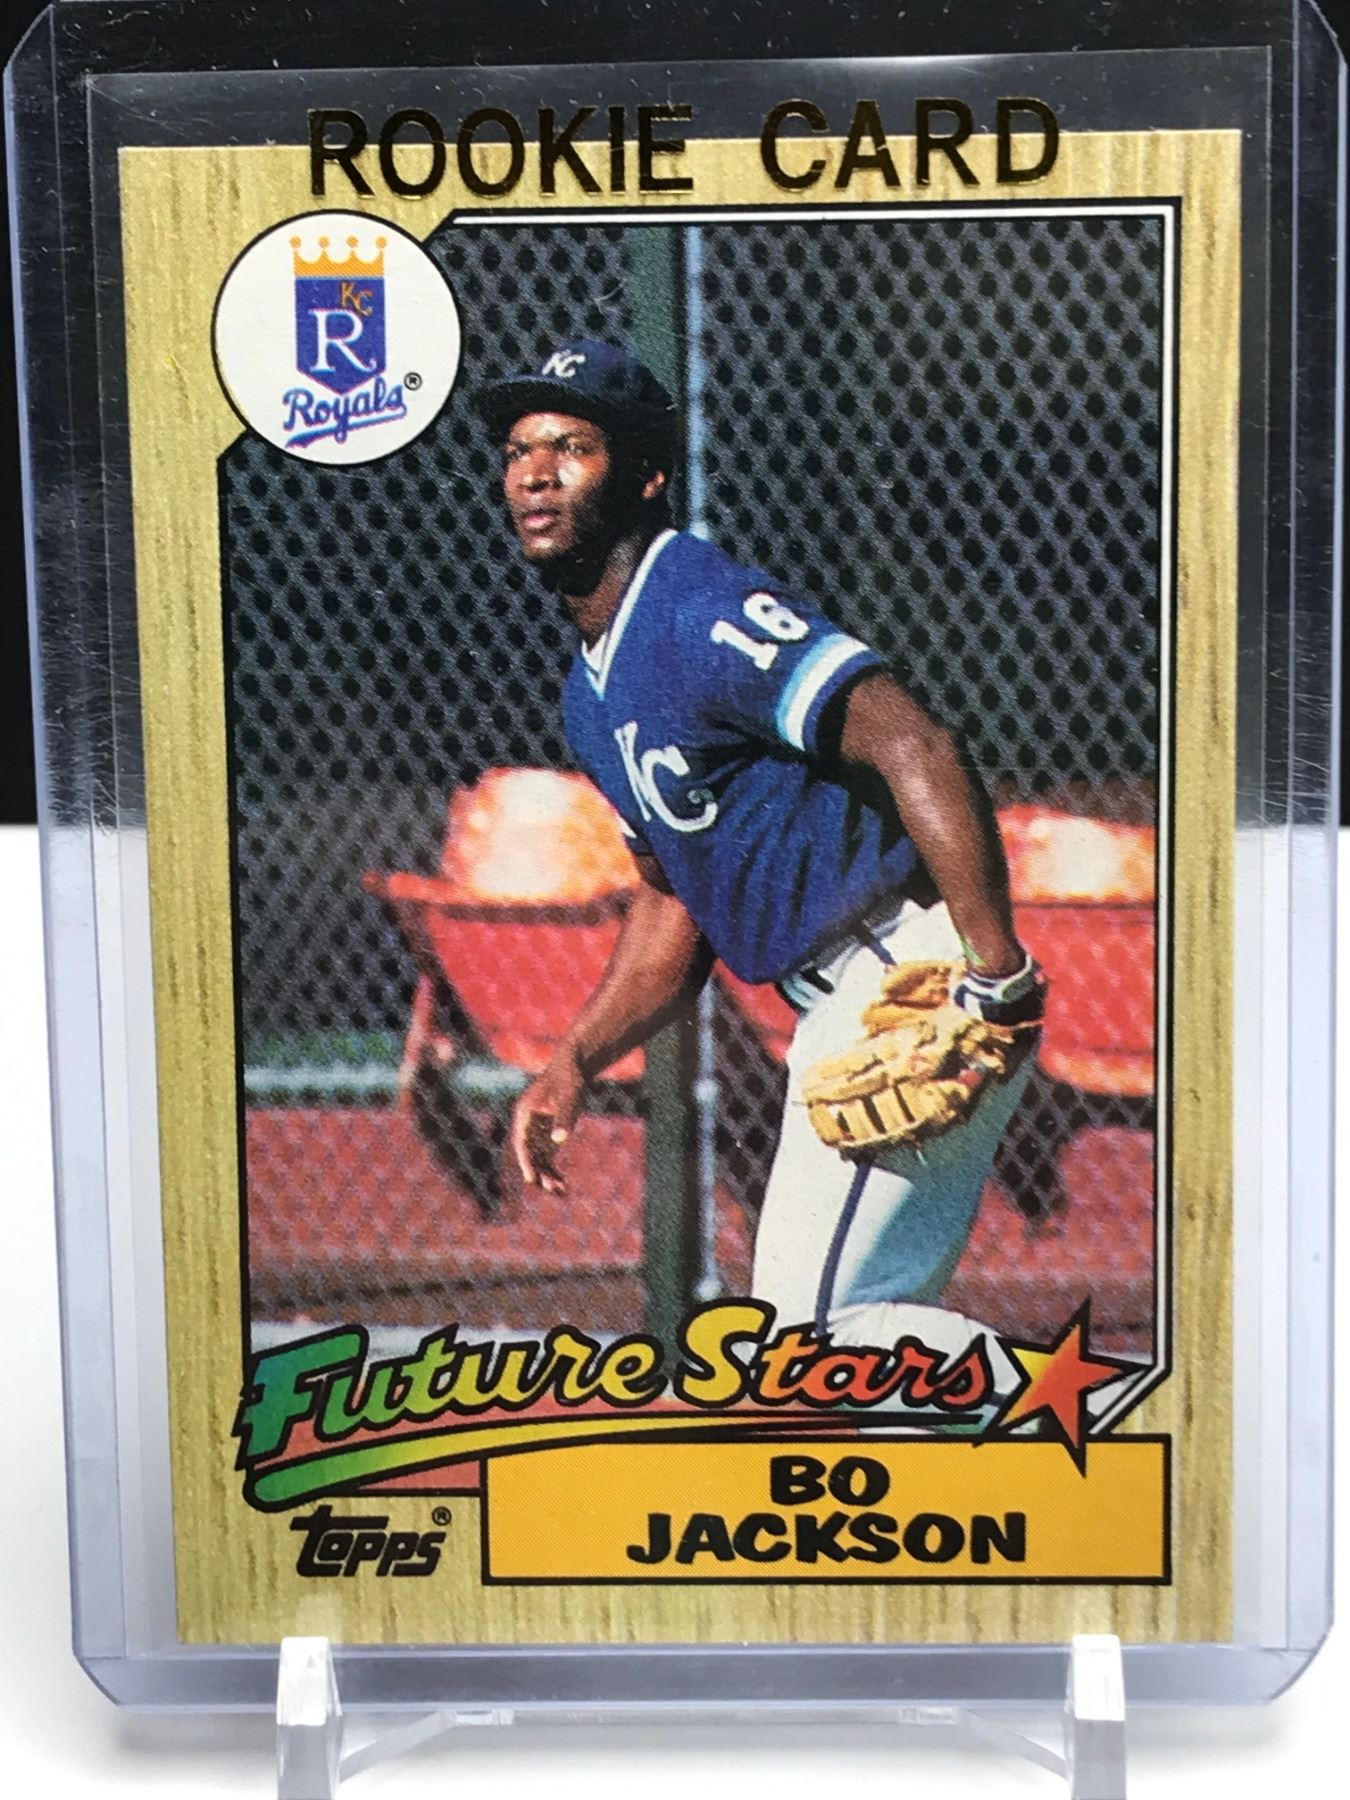 ROOKIE CARD
KC
R
Royals®
KC
16
KC
Future Stars
BO
JACKSON
topps®